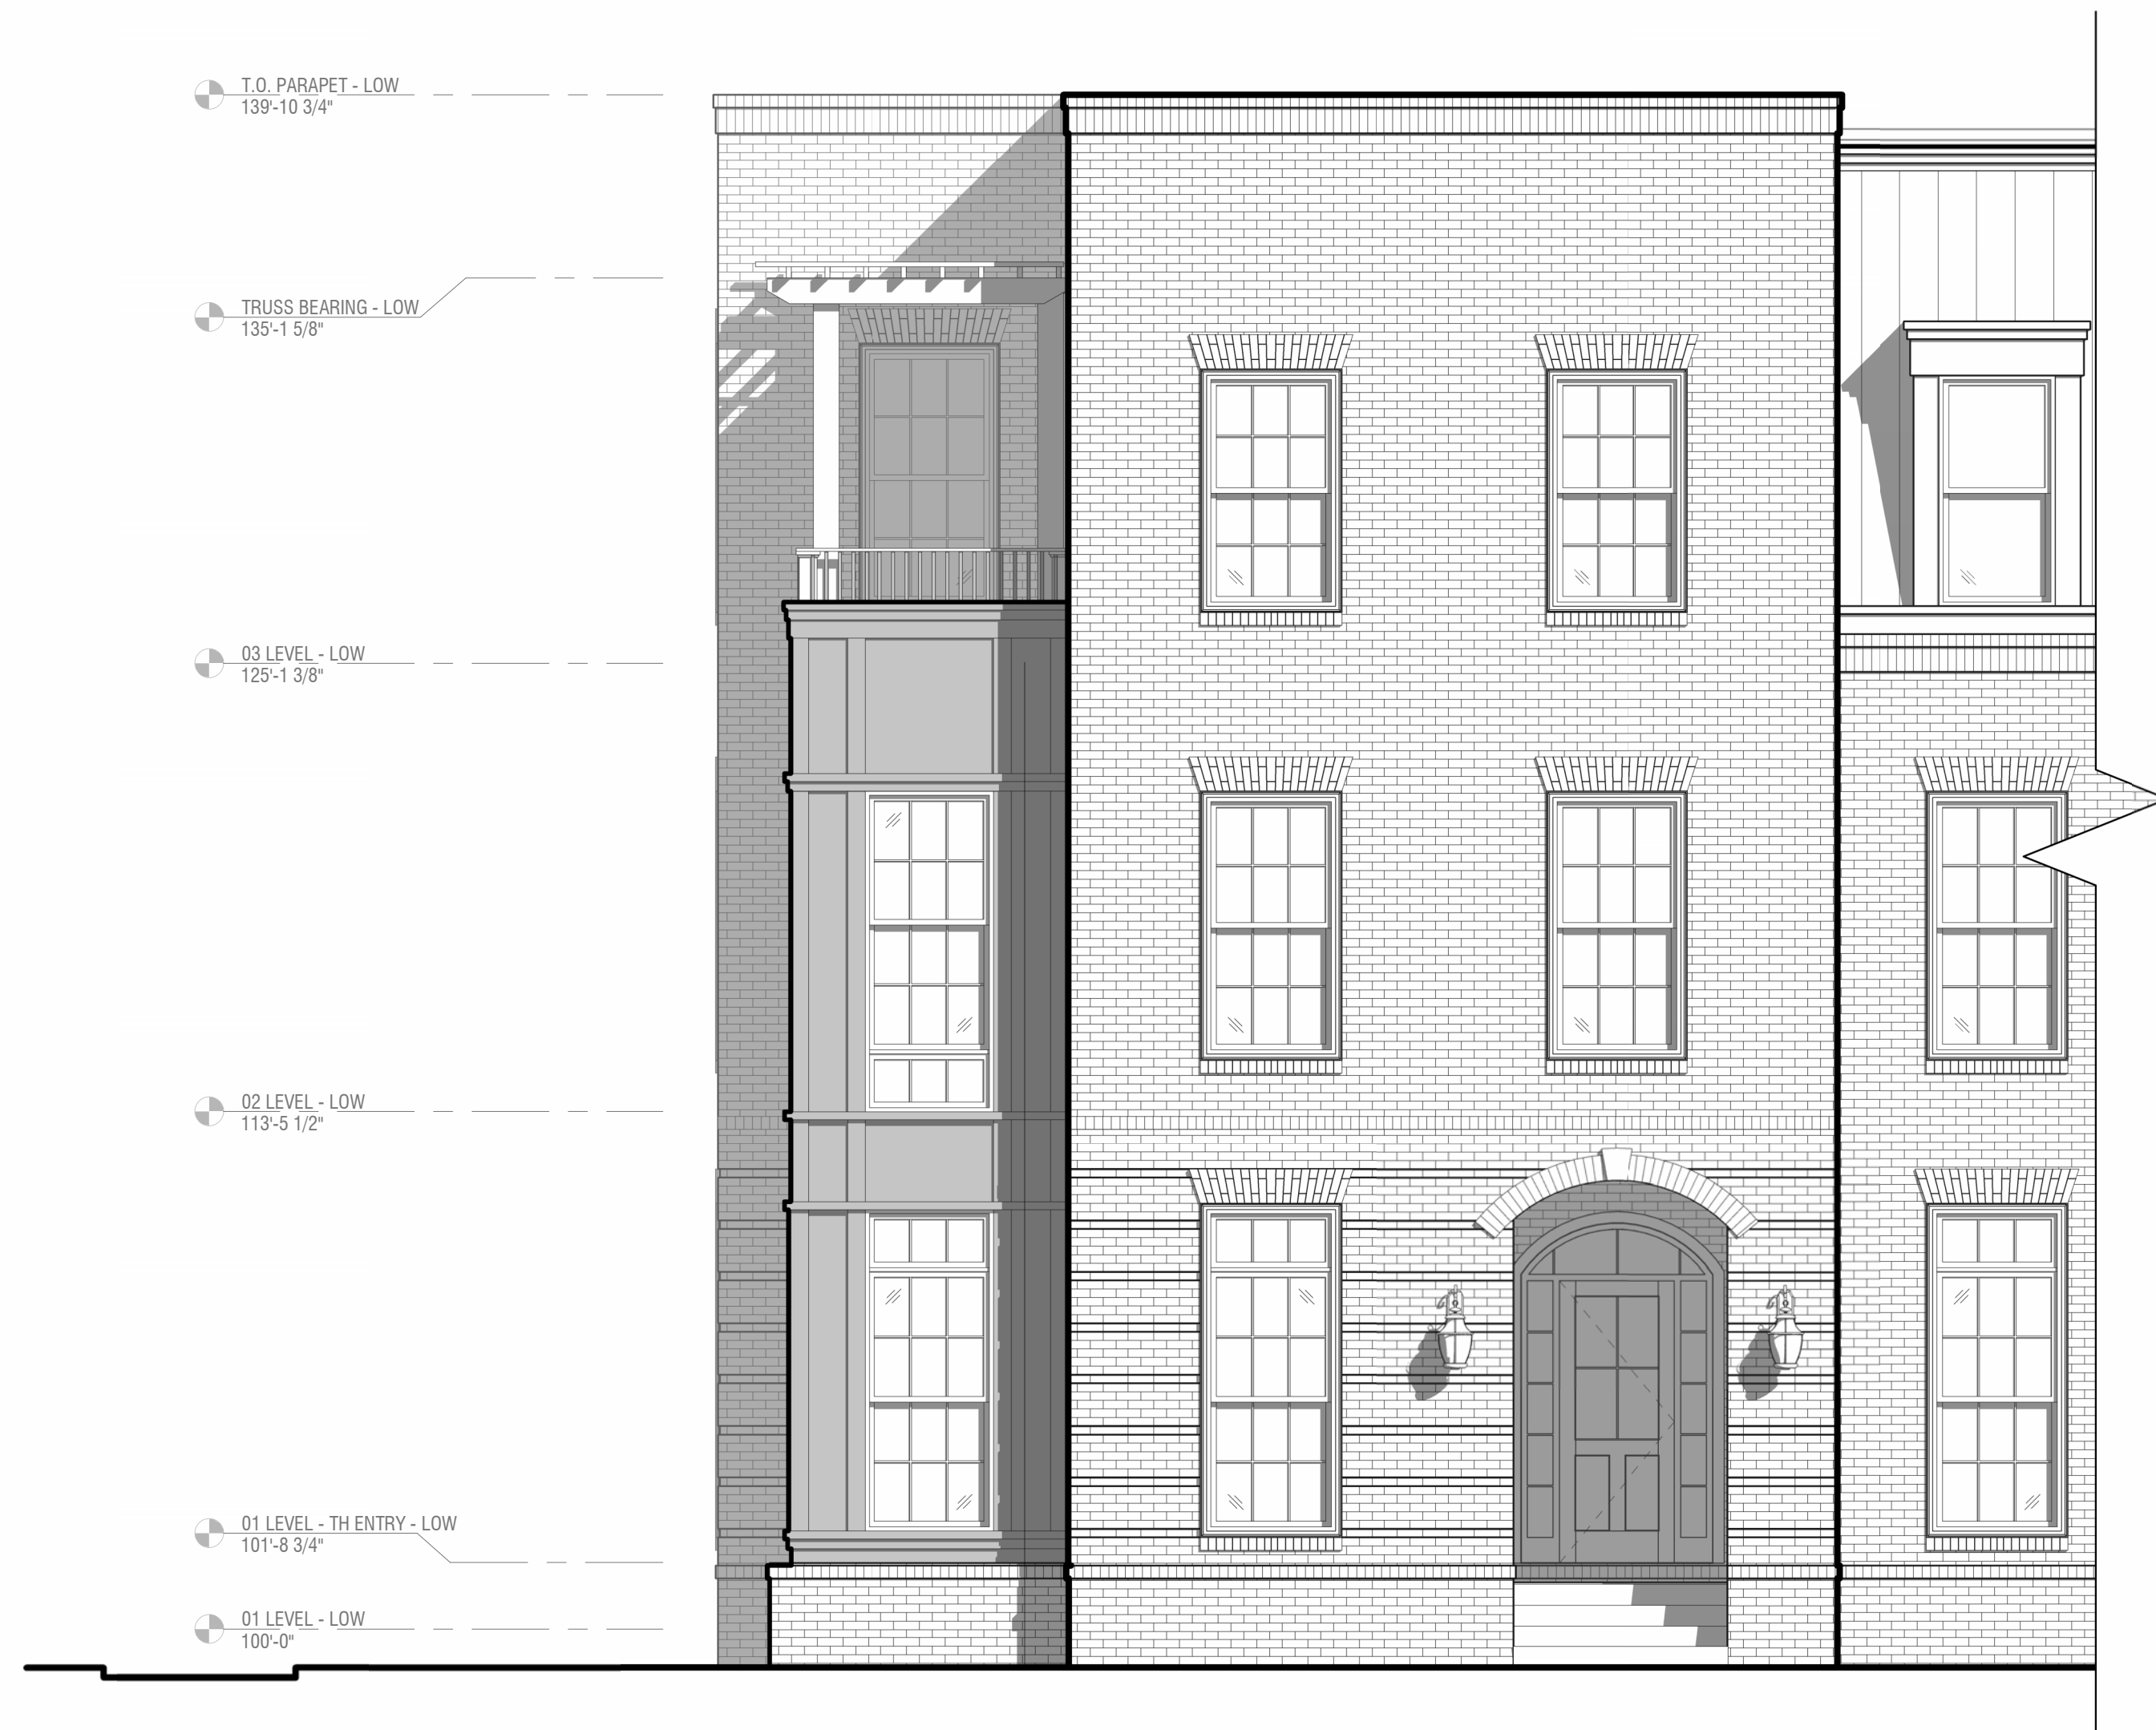 T.O. PARAPET - LOW
139'-10 3/4"
TRUSS BEARING - LOW
135'-1 5/8"
03 LEVEL - LOW
125'-1 3/8"
02 LEVEL - LOW
113'-5 1/2"
01 LEVEL - TH ENTRY - LOW
101'-8 3/4"
01 LEVEL - LOW
100'-0"